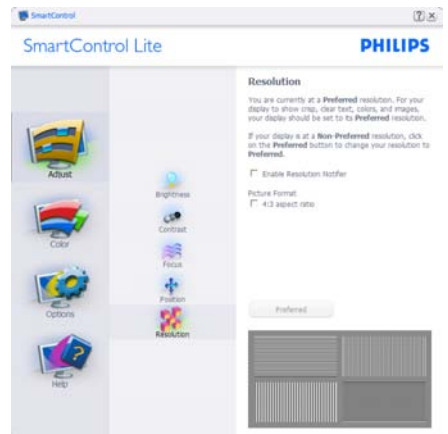 SmartControl
SmartControl Lite
PHILIPS
Adjust
Color
Options
Help
Brightness
Contrast
Focus
Position
Resolution
Resolution
You are currently at a Preferred resolution. For your
display to show crisp, clear text, colors, and images,
your display should be set to its Preferred resolution.
If your display is at a Non-Preferred resolution, click
on the Preferred button to change your resolution to
Preferred.
Enable Resolution Notifier
Picture Format
4:3 aspect ratio
Preferred